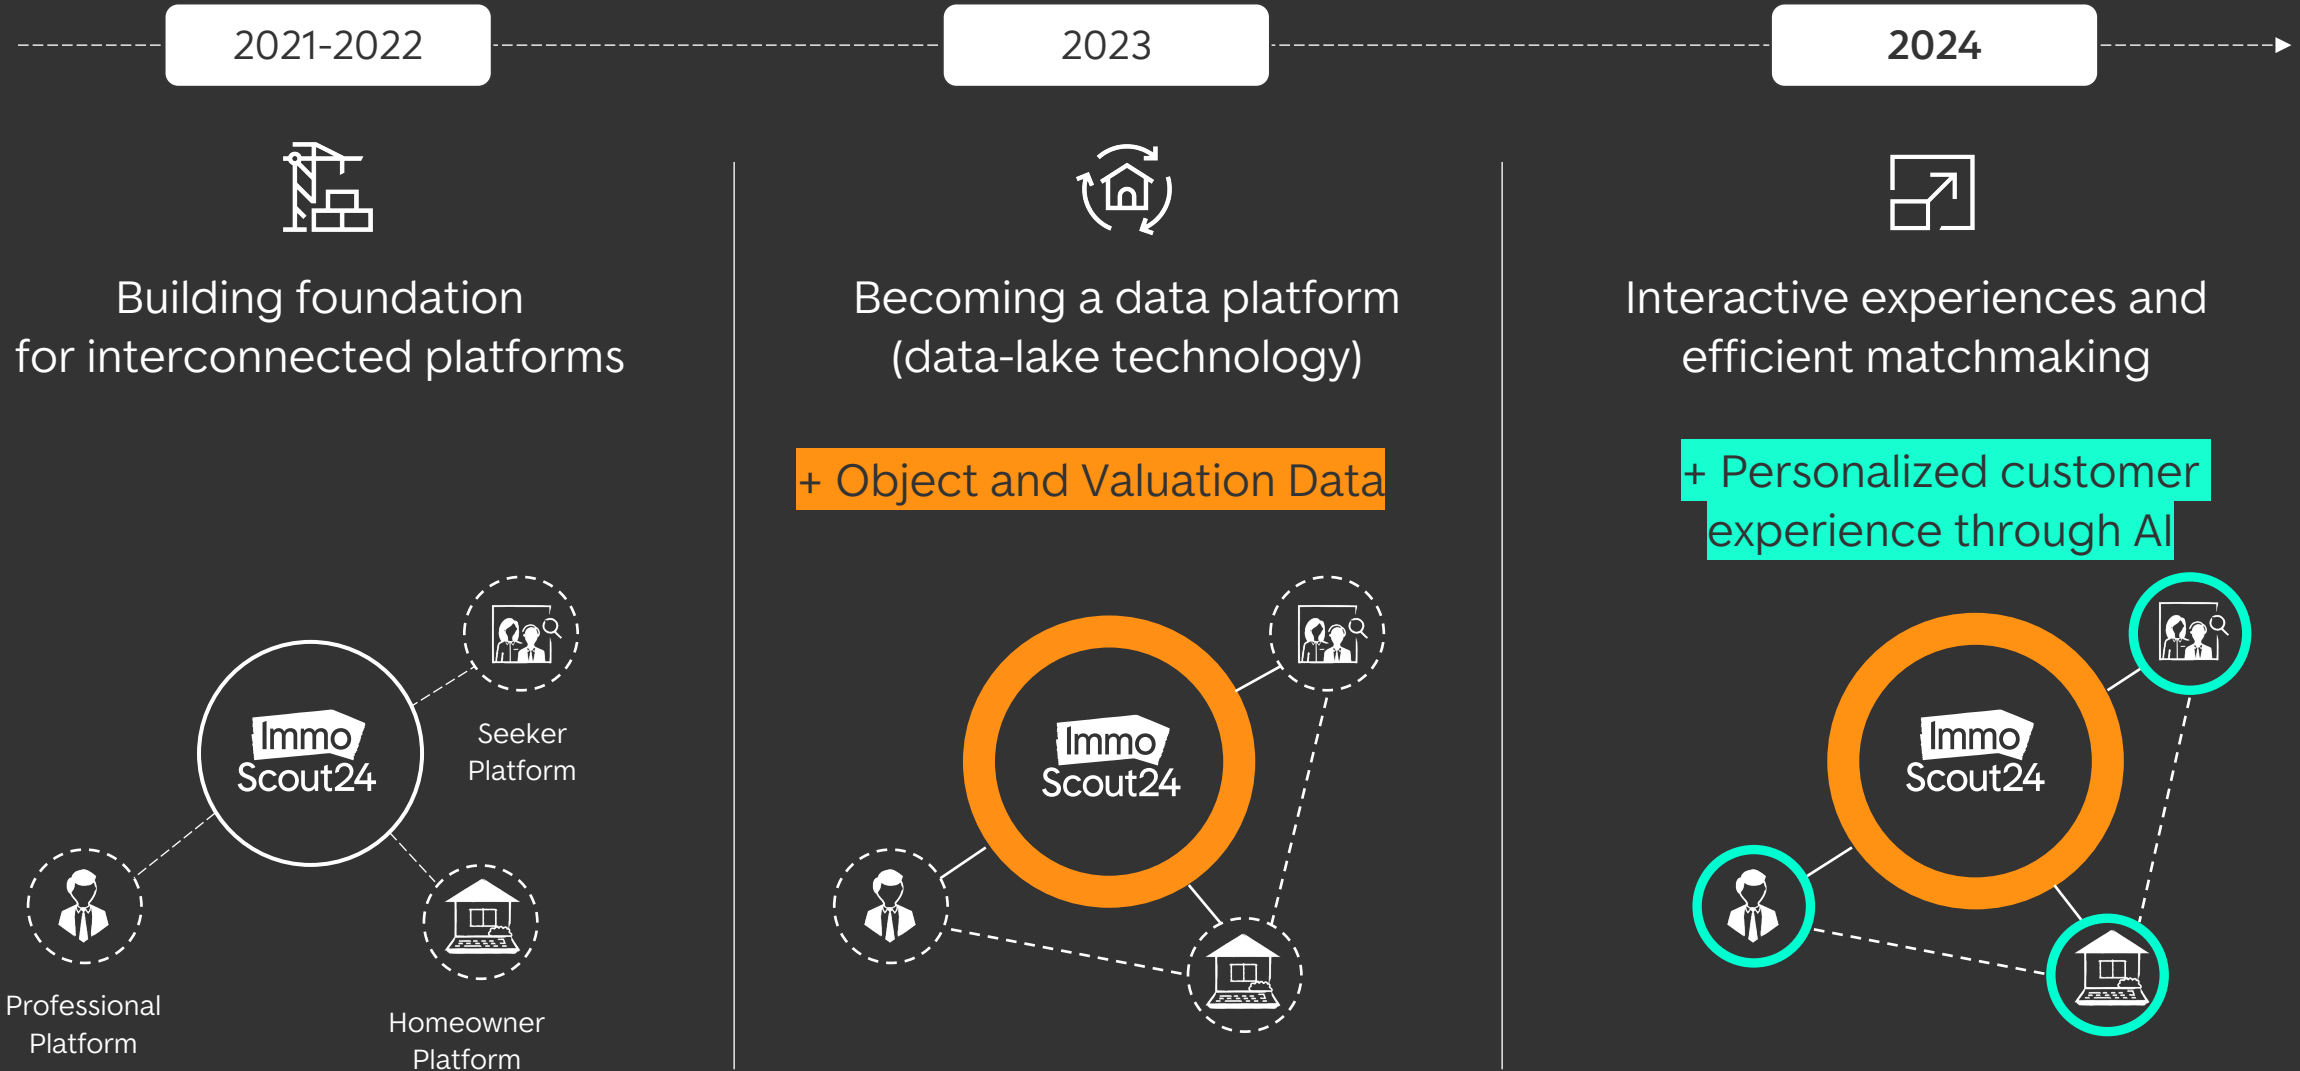 2021-2022
2023
2024
Building foundation
for interconnected platforms
Becoming a data platform
(data-lake technology)
Interactive experiences and
efficient matchmaking
+ Object and Valuation Data
+ Personalized customer
experience through AI
Immo
Scout24
Seeker
Platform
Professional
Platform
Homeowner
Platform
Immo
Scout24
Immo
Scout24